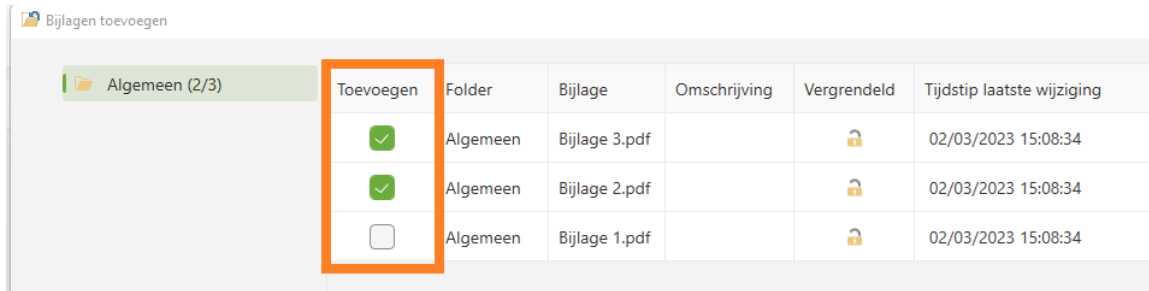 Bijlagen toevoegen
Algemeen (2/3)
Toevoegen Folder Bijlage Omschrijving Vergrendeld Tijdstip laatste wijziging
Algemeen Bijlage 3.pdf 02/03/2023 15:08:34
Algemeen Bijlage 2.pdf 02/03/2023 15:08:34
Algemeen Bijlage 1.pdf 02/03/2023 15:08:34